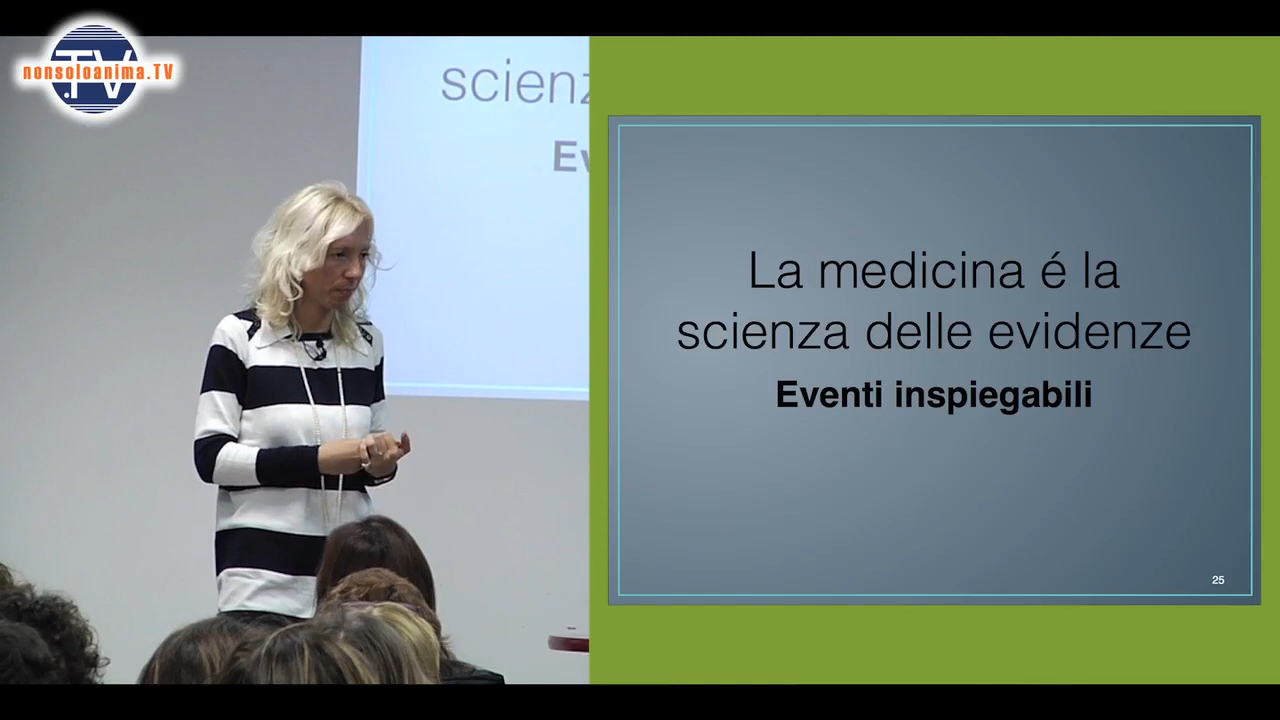 .TV
nonsoloanima.TV
scienz
Ev
La medicina é la
scienza delle evidenze
Eventi inspiegabili
25